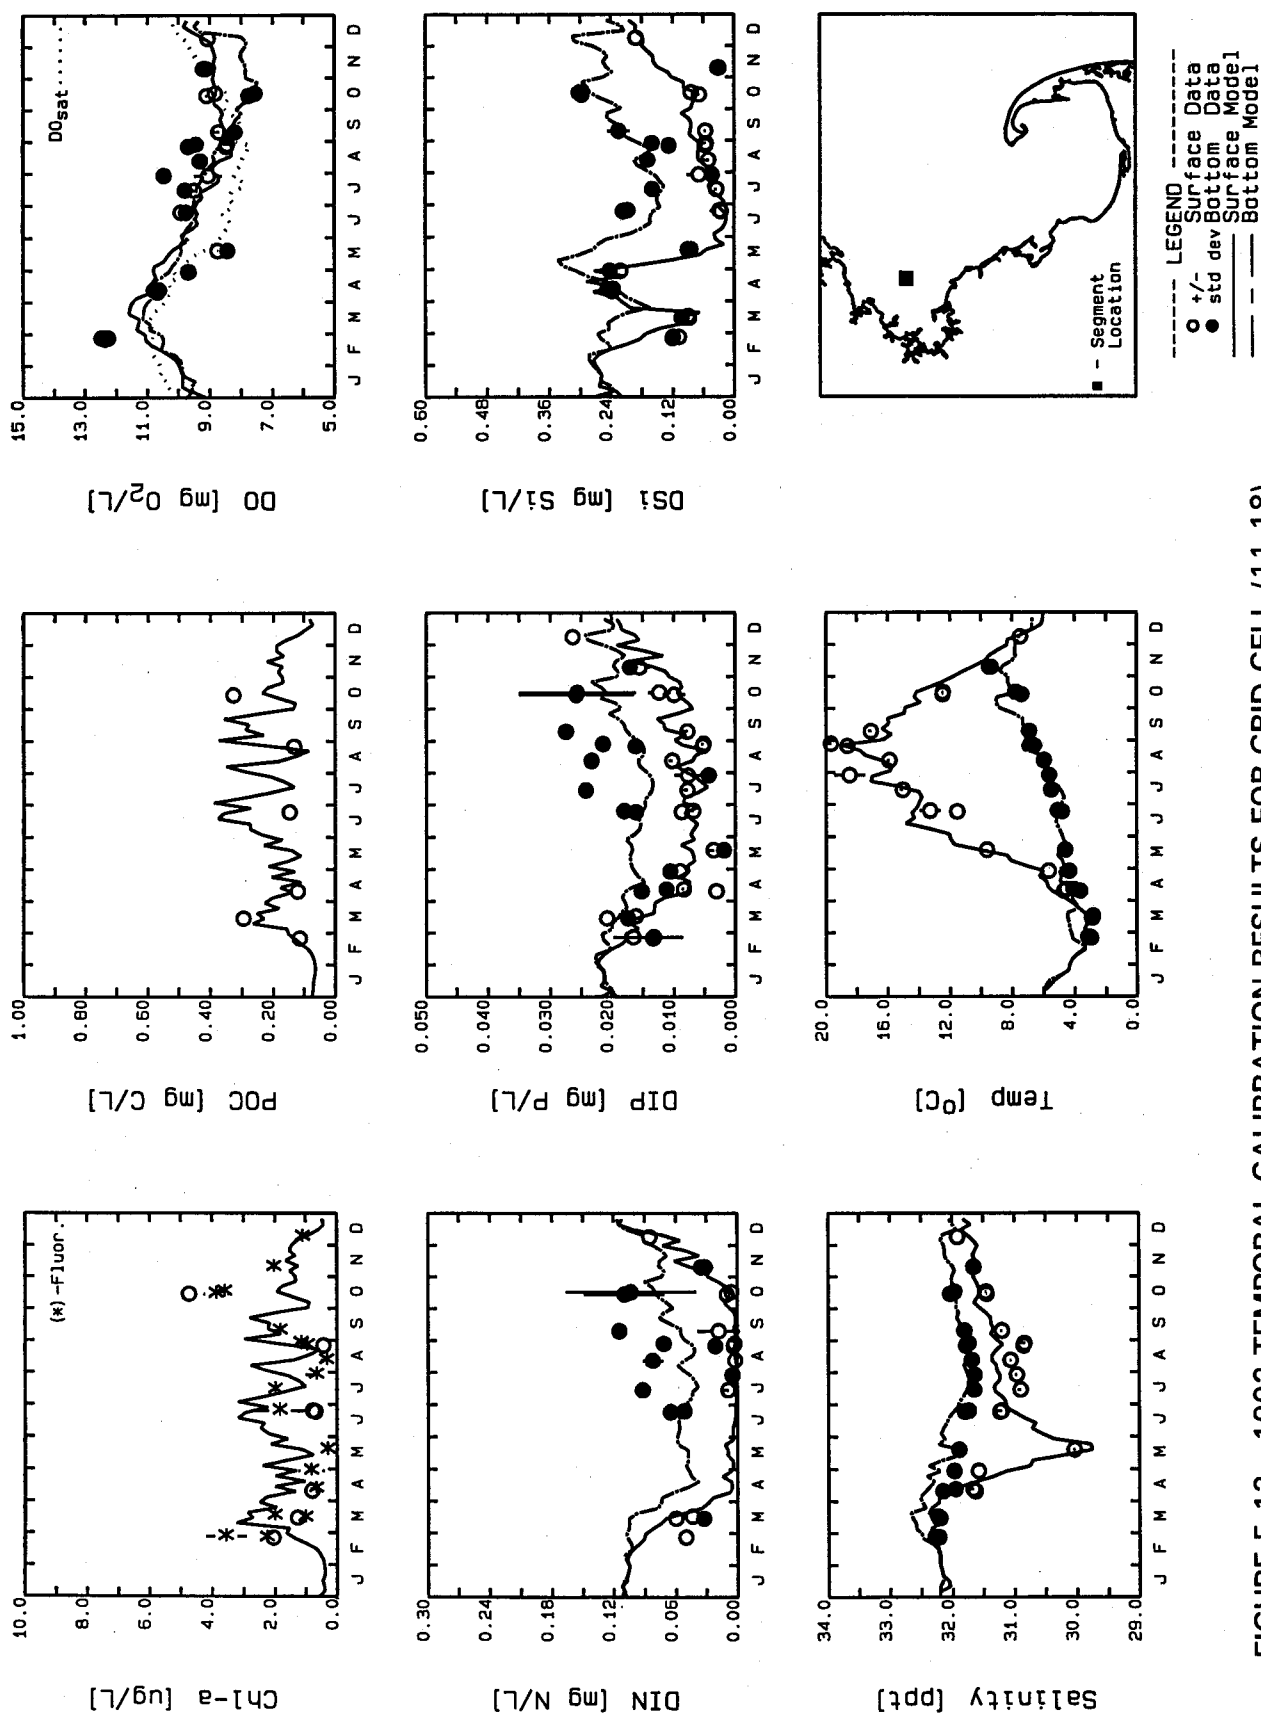 Chl-a [ug/L]
10.0
8.0
6.0
4.0
2.0
0.0
(*)-Fluor.
J F M A M J J A S O N D
POC [mg C/L]
1.00
0.80
0.60
0.40
0.20
0.00
J F M A M J J A S O N D
DO [mg O2/L]
15.0
13.0
11.0
9.0
7.0
5.0
DOsat
J F M A M J J A S O N D
DIN [mg N/L]
0.30
0.24
0.18
0.12
0.06
0.00
J F M A M J J A S O N D
DIP [mg P/L]
0.050
0.040
0.030
0.020
0.010
0.000
J F M A M J J A S O N D
DSi [mg Si/L]
0.60
0.48
0.36
0.24
0.12
0.00
J F M A M J J A S O N D
Salinity [ppt]
34.0
33.0
32.0
31.0
30.0
29.0
J F M A M J J A S O N D
Temp [°C]
20.0
16.0
12.0
8.0
4.0
0.0
J F M A M J J A S O N D
■ - Segment
Location
----- LEGEND --------
+/- Surface Data
std dev Bottom Data
Surface Model
Bottom Model
FIGURE TEMPORAL CALIBRATION RESULTS FOR GRID CELL